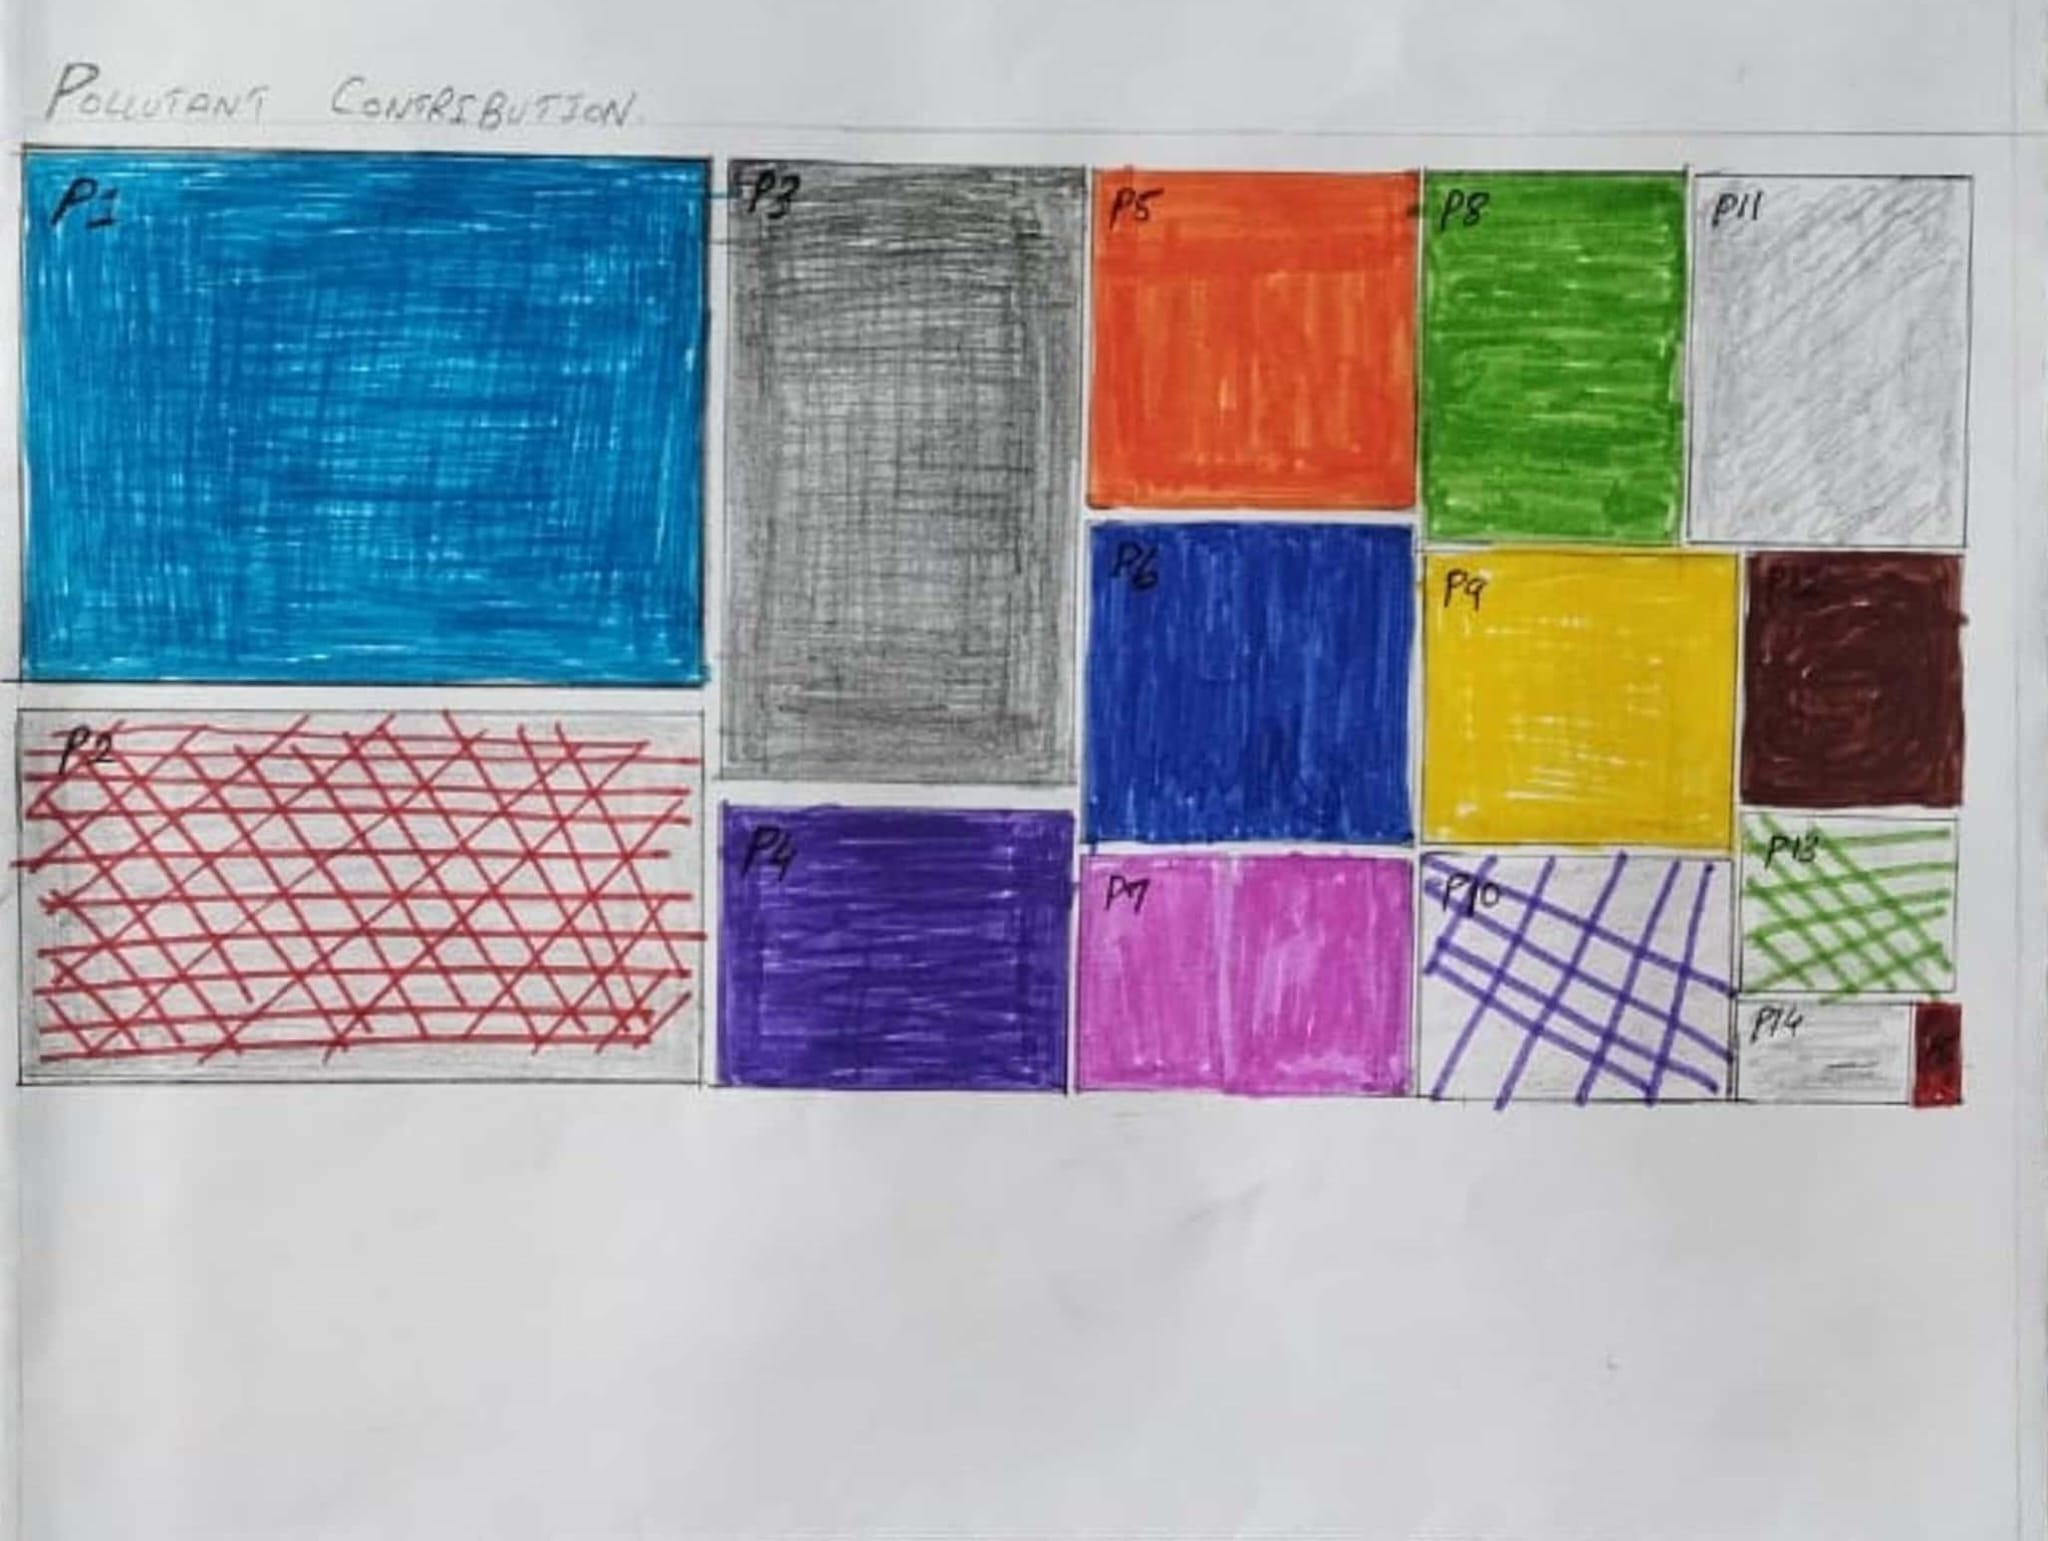 POLLUTANT CONTRIBUTION.
P1
P3
P5
P8
P11
P6
P9
P2
P4
P7
P10
P13
P14